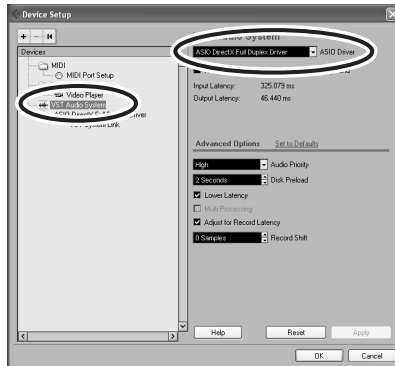 Device Setup
Devices
MIDI
MIDI Port Setup
Video Player
VST Audio System
System Link
System
ASIO DirectX Full Duplex Driver
ASIO Driver
Input Latency: 325.079 ms
Output Latency: 46.440 ms
Advanced Options Set to Defaults
High Audio Priority
2 Seconds Disk Preload
Lower Latency
Multi Processing
Adjust for Record Latency
0 Samples Record Shift
Help Reset Apply
OK Cancel